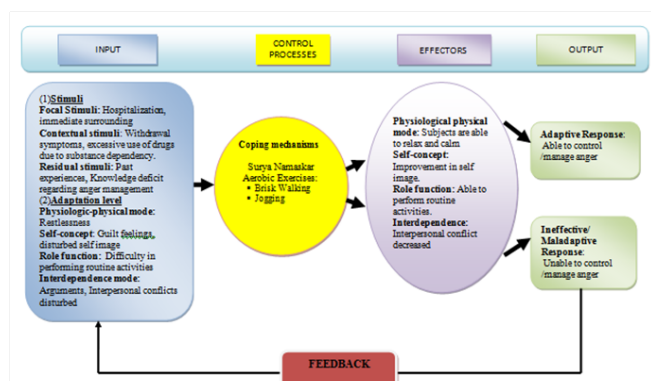 INPUT
CONTROL
PROCESSES
EFFECTORS
OUTPUT
(1)Stimuli
Focal Stimuli: Hospitalization,
immediate surrounding
Contextual stimuli: Withdrawal
symptoms, excessive use of drugs
due to substance dependency.
Residual stimulus: Past
experiences, Knowledge deficit
regarding anger management
(2)Adaptation level
Physiologic-physical mode:
Restlessness
Self-concept: Guilt feelings,
disturbed self image
Role function: Difficulty in
performing routine activities
Interdependence mode:
Arguments, Interpersonal conflicts
disturbed
Coping mechanisms
Surya Namaskar
Aerobic Exercises:
• Brisk Walking
• Jogging
Physiological physical
mode: Subjects are able
to relax and calm
Self-concept:
Improvement in self
image.
Role function: Able to
perform routine
activities.
Interdependence:
Interpersonal conflict
decreased
Adaptive Response:
Able to control
/manage anger
Ineffective/
Maladaptive
Response:
Unable to control
/manage anger
FEEDBACK